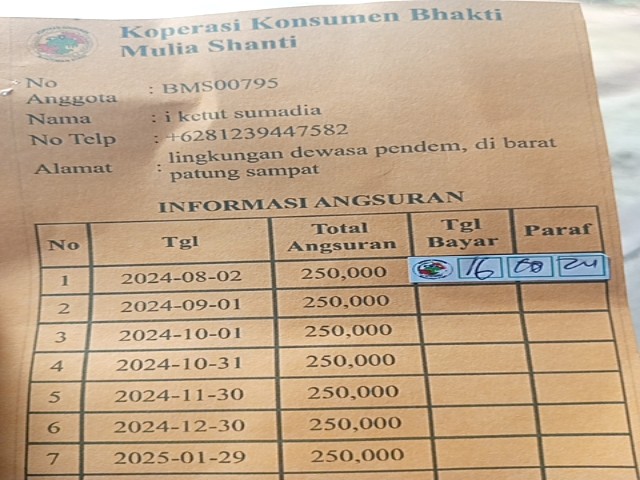 Koperasi Konsumen Bhakti
Mulia Shanti
No Anggota : BMS00795
Nama : i ketut sumadia
No Telp : +6281239447582
Alamat : lingkungan dewasa pendem, di barat
patung sampat
INFORMASI ANGSURAN
No Tgl Total Angsuran Tgl Bayar Paraf
1 2024-08-02 250,000 16 08 24
2 2024-09-01 250,000
3 2024-10-01 250,000
4 2024-10-31 250,000
5 2024-11-30 250,000
6 2024-12-30 250,000
7 2025-01-29 250,000